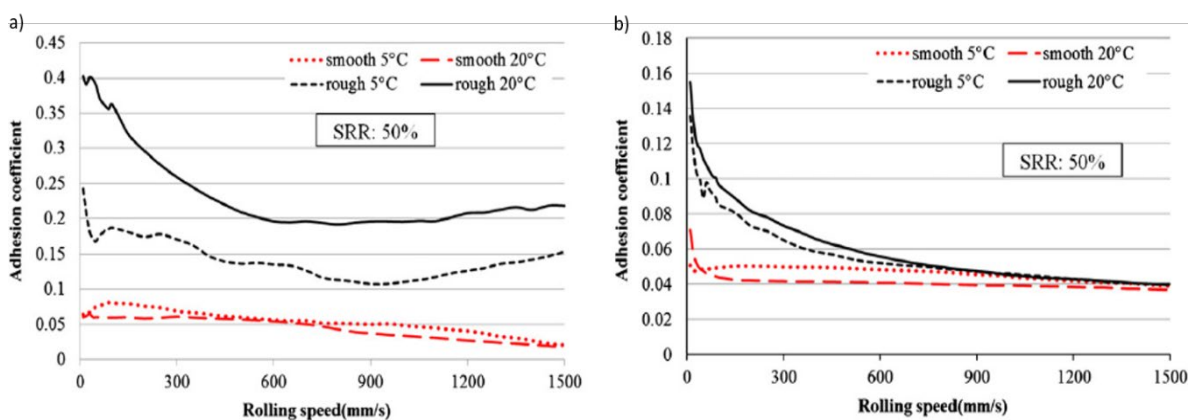 a)
0.45
0.4
0.35
0.3
0.25
0.2
0.15
0.1
0.05
0
Adhesion coefficient
smooth 5°C smooth 20°C
rough 5°C rough 20°C
SRR: 50%
0 300 600 900 1200 1500
Rolling speed(mm/s)
b)
0.18
0.16
0.14
0.12
0.1
0.08
0.06
0.04
0.02
0
Adhesion coefficient
smooth 5°C smooth 20°C
rough 5°C rough 20°C
SRR: 50%
0 300 600 900 1200 1500
Rolling speed(mm/s)